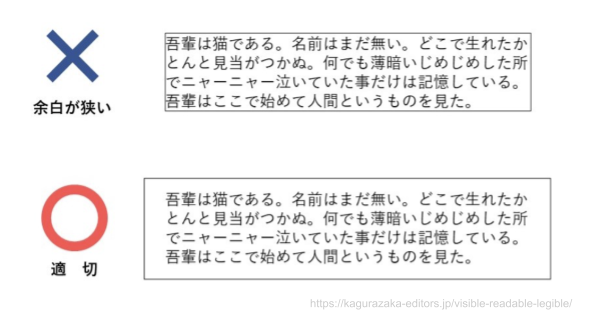 余白が狭い
吾輩は猫である。名前はまだ無い。どこで生れたか
とんと見当がつかぬ。何でも薄暗いじめじめした所
でニャーニャー泣いていた事だけは記憶している。
吾輩はここで始めて人間というものを見た。
適 切
吾輩は猫である。名前はまだ無い。どこで生れたか
とんと見当がつかぬ。何でも薄暗いじめじめした所
でニャーニャー泣いていた事だけは記憶している。
吾輩はここで始めて人間というものを見た。
https://kagurazaka-editors.jp/visible-readable-legible/